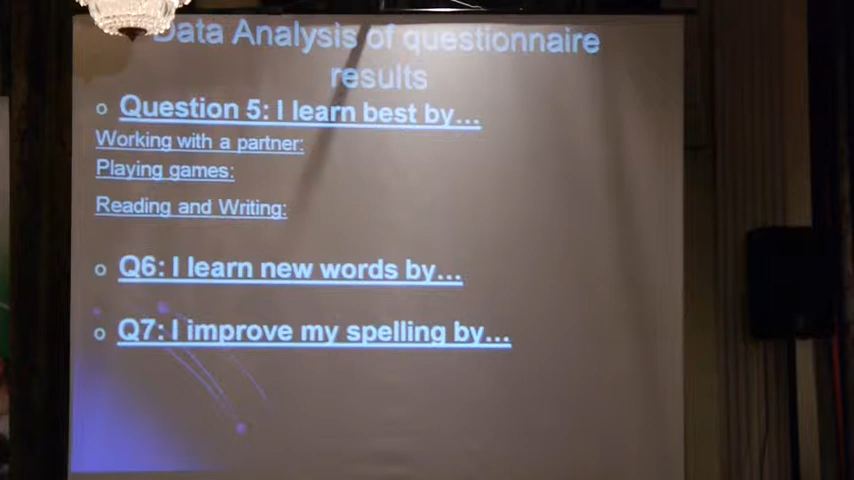 Data Analysis of questionnaire
results
Question 5: I learn best by...
Working with a partner:
Playing games:
Reading and Writing:
Q6: I learn new words by...
Q7: I improve my spelling by...